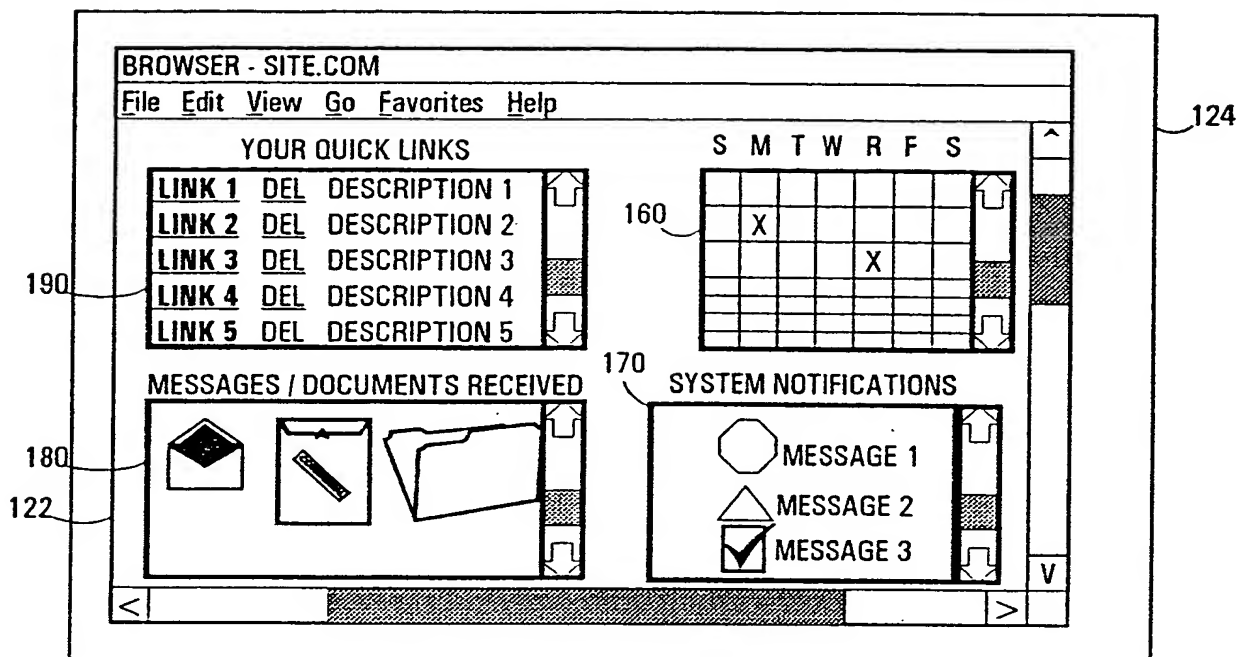 BROWSER - SITE.COM
File Edit View Go Favorites Help
124
YOUR QUICK LINKS
LINK 1 DEL DESCRIPTION 1
LINK 2 DEL DESCRIPTION 2
LINK 3 DEL DESCRIPTION 3
LINK 4 DEL DESCRIPTION 4
LINK 5 DEL DESCRIPTION 5
190
S M T W R F S
160
X
X
MESSAGES / DOCUMENTS RECEIVED
180
122
170
SYSTEM NOTIFICATIONS
MESSAGE 1
MESSAGE 2
MESSAGE 3